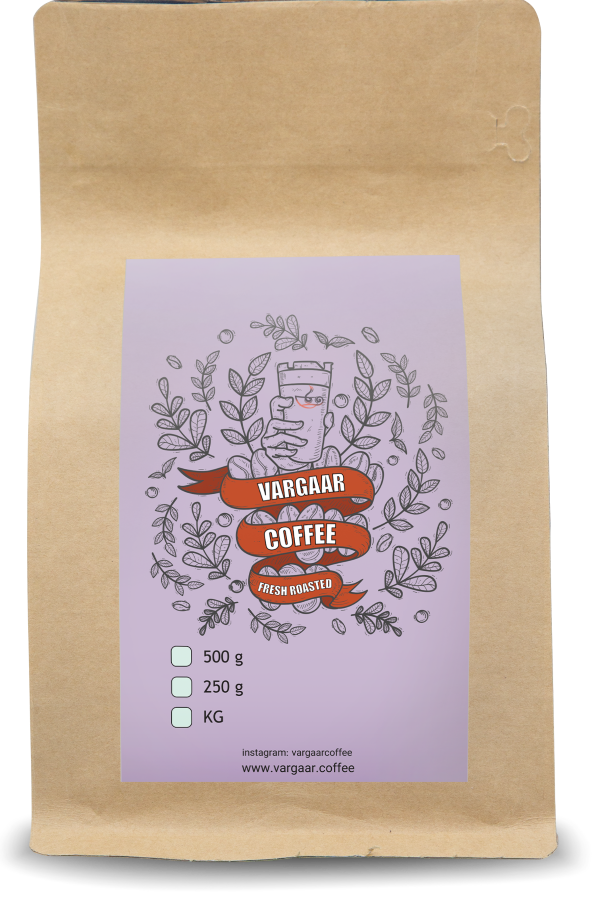 VARGAAR
COFFEE
FRESH ROASTED
500 g
250 g
KG
instagram: vargaarcoffee
www.vargaar.coffee